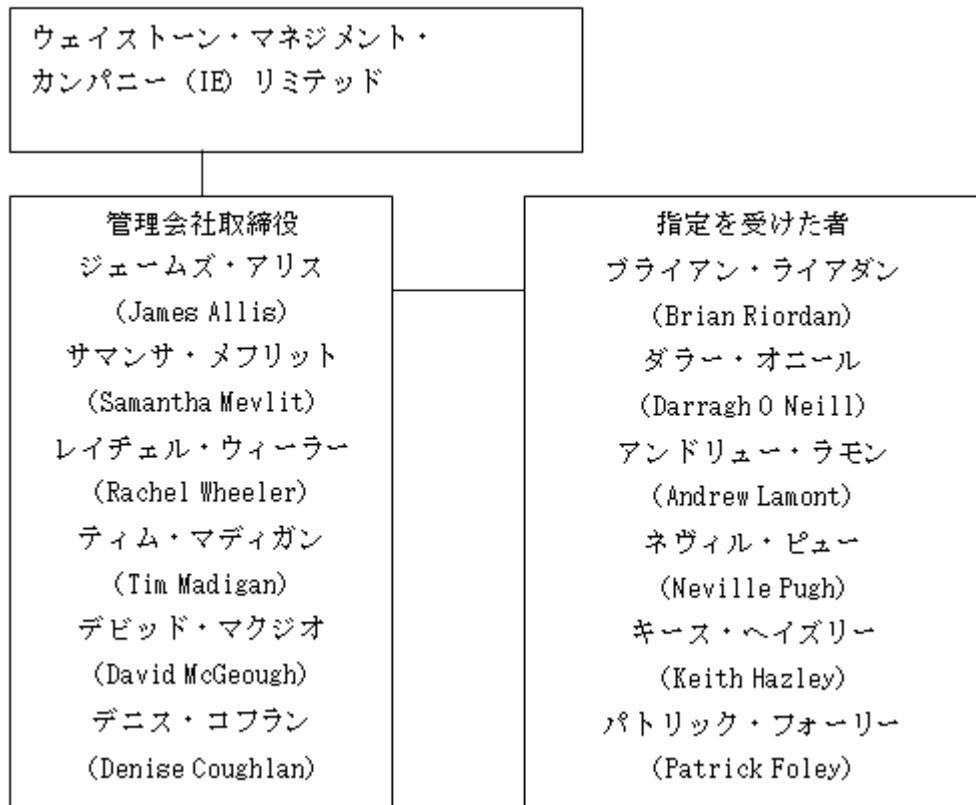 ウェイストーン・マネジメント・
カンパニー (IE) リミテッド
管理会社取締役
ジェームズ・アリス
(James Allis)
サマンサ・メフリット
(Samantha Mevlit)
レイチェル・ウィーラー
(Rachel Wheeler)
ティム・マディガン
(Tim Madigan)
デビッド・マクジオ
(David McGeough)
デニス・コフラン
(Denise Coughlan)
指定を受けた者
ブライアン・ライアダン
(Brian Riordan)
ダラー・オニール
(Darragh O Neill)
アンドリュー・ラモン
(Andrew Lamont)
ネヴィル・ピュー
(Neville Pugh)
キース・ヘイズリー
(Keith Hazley)
パトリック・フォーリー
(Patrick Foley)